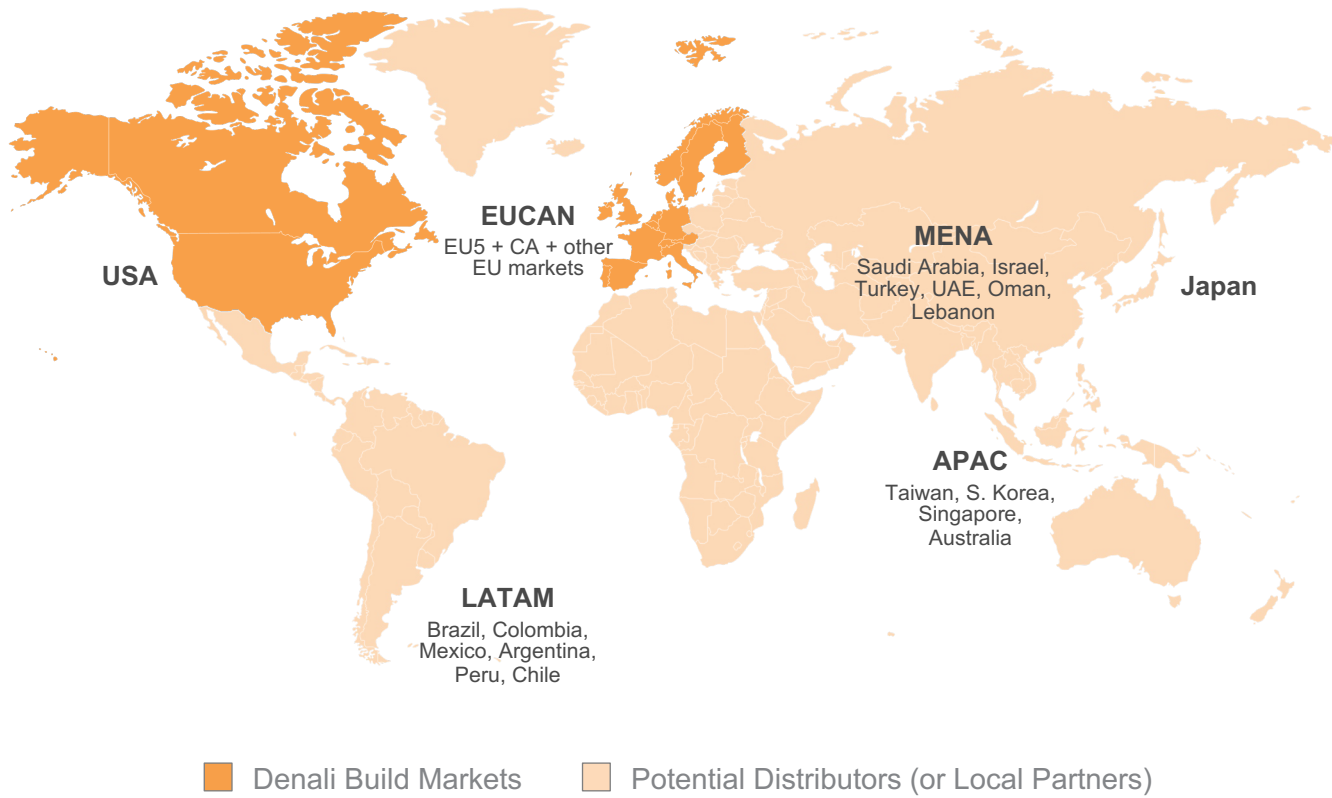 USA
EUCAN
EU5 + CA + other
EU markets
MENA
Saudi Arabia, Israel,
Turkey, UAE, Oman,
Lebanon
Japan
APAC
Taiwan, S. Korea,
Singapore,
Australia
LATAM
Brazil, Colombia,
Mexico, Argentina,
Peru, Chile
Denali Build Markets
Potential Distributors (or Local Partners)